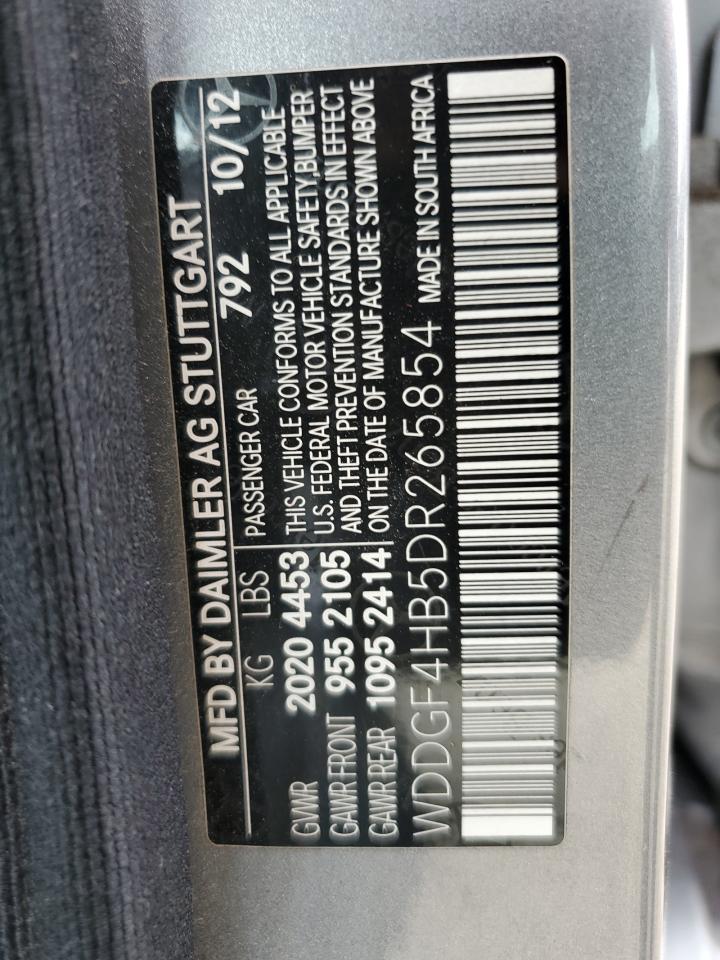 MFD BY DAIMLER AG STUTTGART
792 10/12
KG LBS PASSENGER CAR
GVWR 2020 4453 THIS VEHICLE CONFORMS TO ALL APPLICABLE
U.S. FEDERAL MOTOR VEHICLE SAFETY,BUMPER
GAWR FRONT 955 2105 AND THEFT PREVENTION STANDARDS IN EFFECT
GAWR REAR 1095 2414 ON THE DATE OF MANUFACTURE SHOWN ABOVE
WDDGF4HB5DR265854 MADE IN SOUTH AFRICA